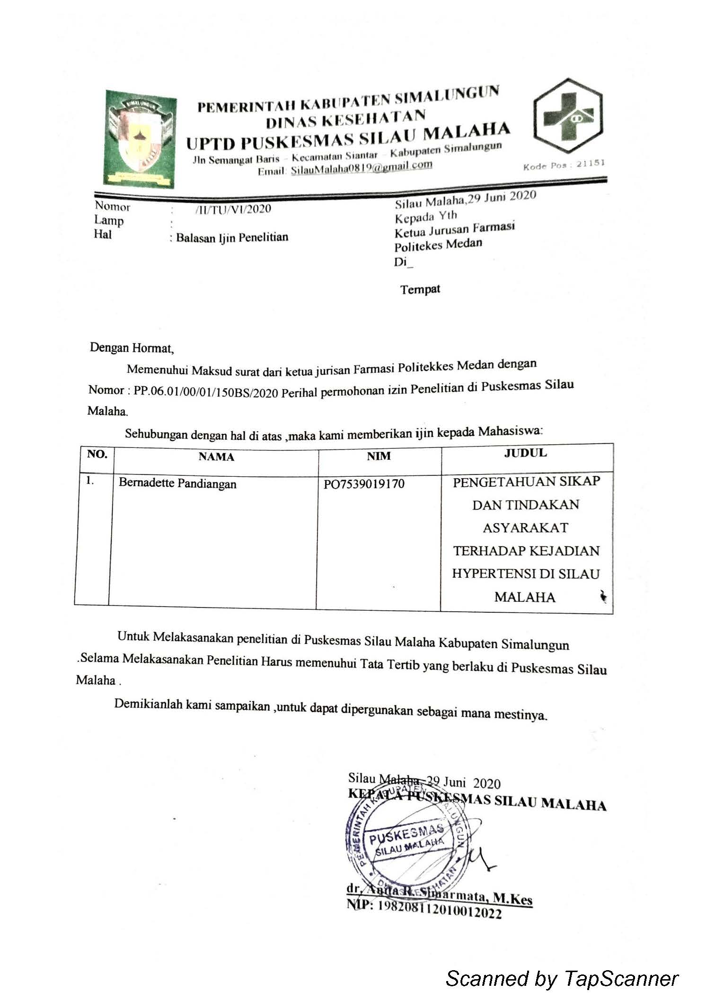 SIMALUNGUN
PEMERINTAH KABUPATEN SIMALUNGUN
DINAS KESEHATAN
UPTD PUSKESMAS SILAU MALAHA
Jln Semangat Baris - Kecamatan Siantar - Kabupaten Simalungun
Email: SilauMalaha0819@gmail.com
Kode Pos : 21151
Nomor : /II/TU/VI/2020
Lamp :
Hal : Balasan Ijin Penelitian
Silau Malaha,29 Juni 2020
Kepada Yth
Ketua Jurusan Farmasi
Politekes Medan
Di_
Tempat
Dengan Hormat,
Memenuhui Maksud surat dari ketua jurisan Farmasi Politekkes Medan dengan
Nomor : PP.06.01/00/01/150BS/2020 Perihal permohonan izin Penelitian di Puskesmas Silau
Malaha.
Sehubungan dengan hal di atas ,maka kami memberikan ijin kepada Mahasiswa:
NO. NAMA NIM JUDUL
1. Bernadette Pandiangan PO7539019170 PENGETAHUAN SIKAP
DAN TINDAKAN
ASYARAKAT
TERHADAP KEJADIAN
HYPERTENSI DI SILAU
MALAHA
Untuk Melakasanakan penelitian di Puskesmas Silau Malaha Kabupaten Simalungun
.Selama Melakasanakan Penelitian Harus memenuhui Tata Tertib yang berlaku di Puskesmas Silau
Malaha .
Demikianlah kami sampaikan ,untuk dapat dipergunakan sebagai mana mestinya.
Silau Malaha, 29 Juni 2020
KEPALA PUSKESMAS SILAU MALAHA
PEMERINTAH KABUPATEN SIMALUNGUN
PUSKESMAS
SILAU MALAHA
DINAS KESEHATAN
dr. Anita R. Simarmata, M.Kes
NIP: 198208112010012022
Scanned by TapScanner